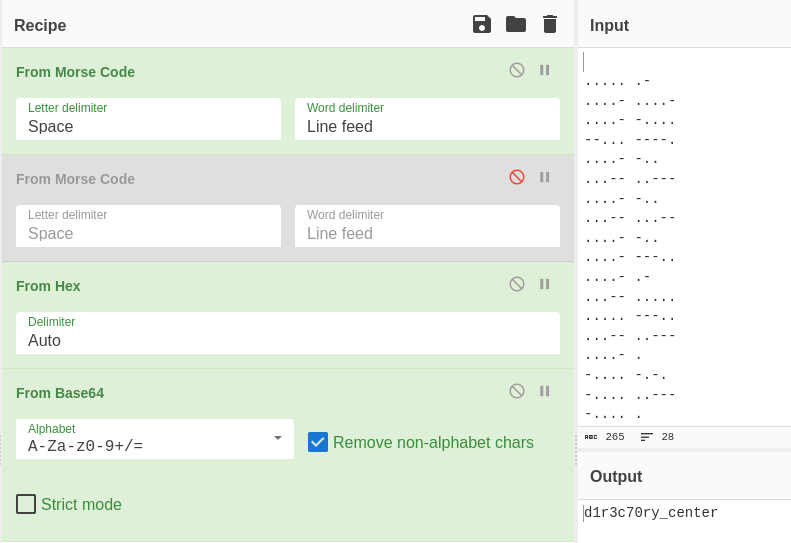 Recipe
From Morse Code
Letter delimiter
Space
Word delimiter
Line feed
From Morse Code
Letter delimiter
Space
Word delimiter
Line feed
From Hex
Delimiter
Auto
From Base64
Alphabet
A-Za-z0-9+/=
Remove non-alphabet chars
Strict mode
Input
..... .-
....- ....-
....- -....
--... ----.
....- -..
...-- ..---
....- -..
...-- ...--
....- -..
....- ---..
....- .-
...-- .....
..... ---..
...-- ..---
....- .
-.... -.-.
-.... ..---
-.... .
ABC 265 28
Output
d1r3c70ry_center